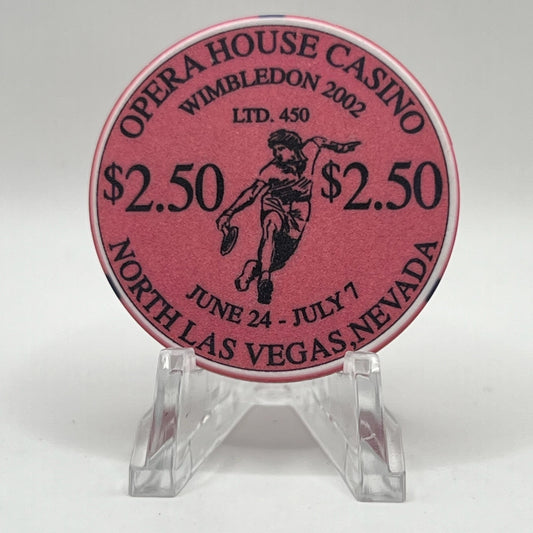 OPERA HOUSE CASINO
WIMBLEDON 2002
LTD. 450
$2.50 $2.50
JUNE 24 - JULY 7
NORTH LAS VEGAS, NEVADA